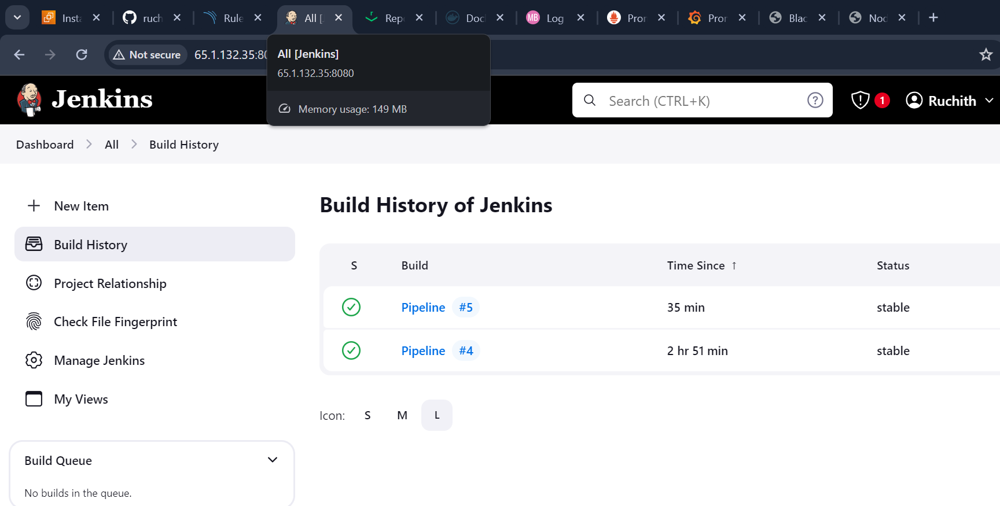 Insta
ruch
Rule
All [
Rep
Doc
MB
Log
Pror
Pror
Blac
Nod
Not secure
65.1.132.35:80
All [Jenkins]
65.1.132.35:8080
Memory usage: 149 MB
Jenkins
Search (CTRL+K)
1
Ruchith
Dashboard
All
Build History
New Item
Build History
Project Relationship
Check File Fingerprint
Manage Jenkins
My Views
Build History of Jenkins
S Build Time Since ↑ Status
Pipeline #5 35 min stable
Pipeline #4 2 hr 51 min stable
Icon: S M L
Build Queue
No builds in the queue.